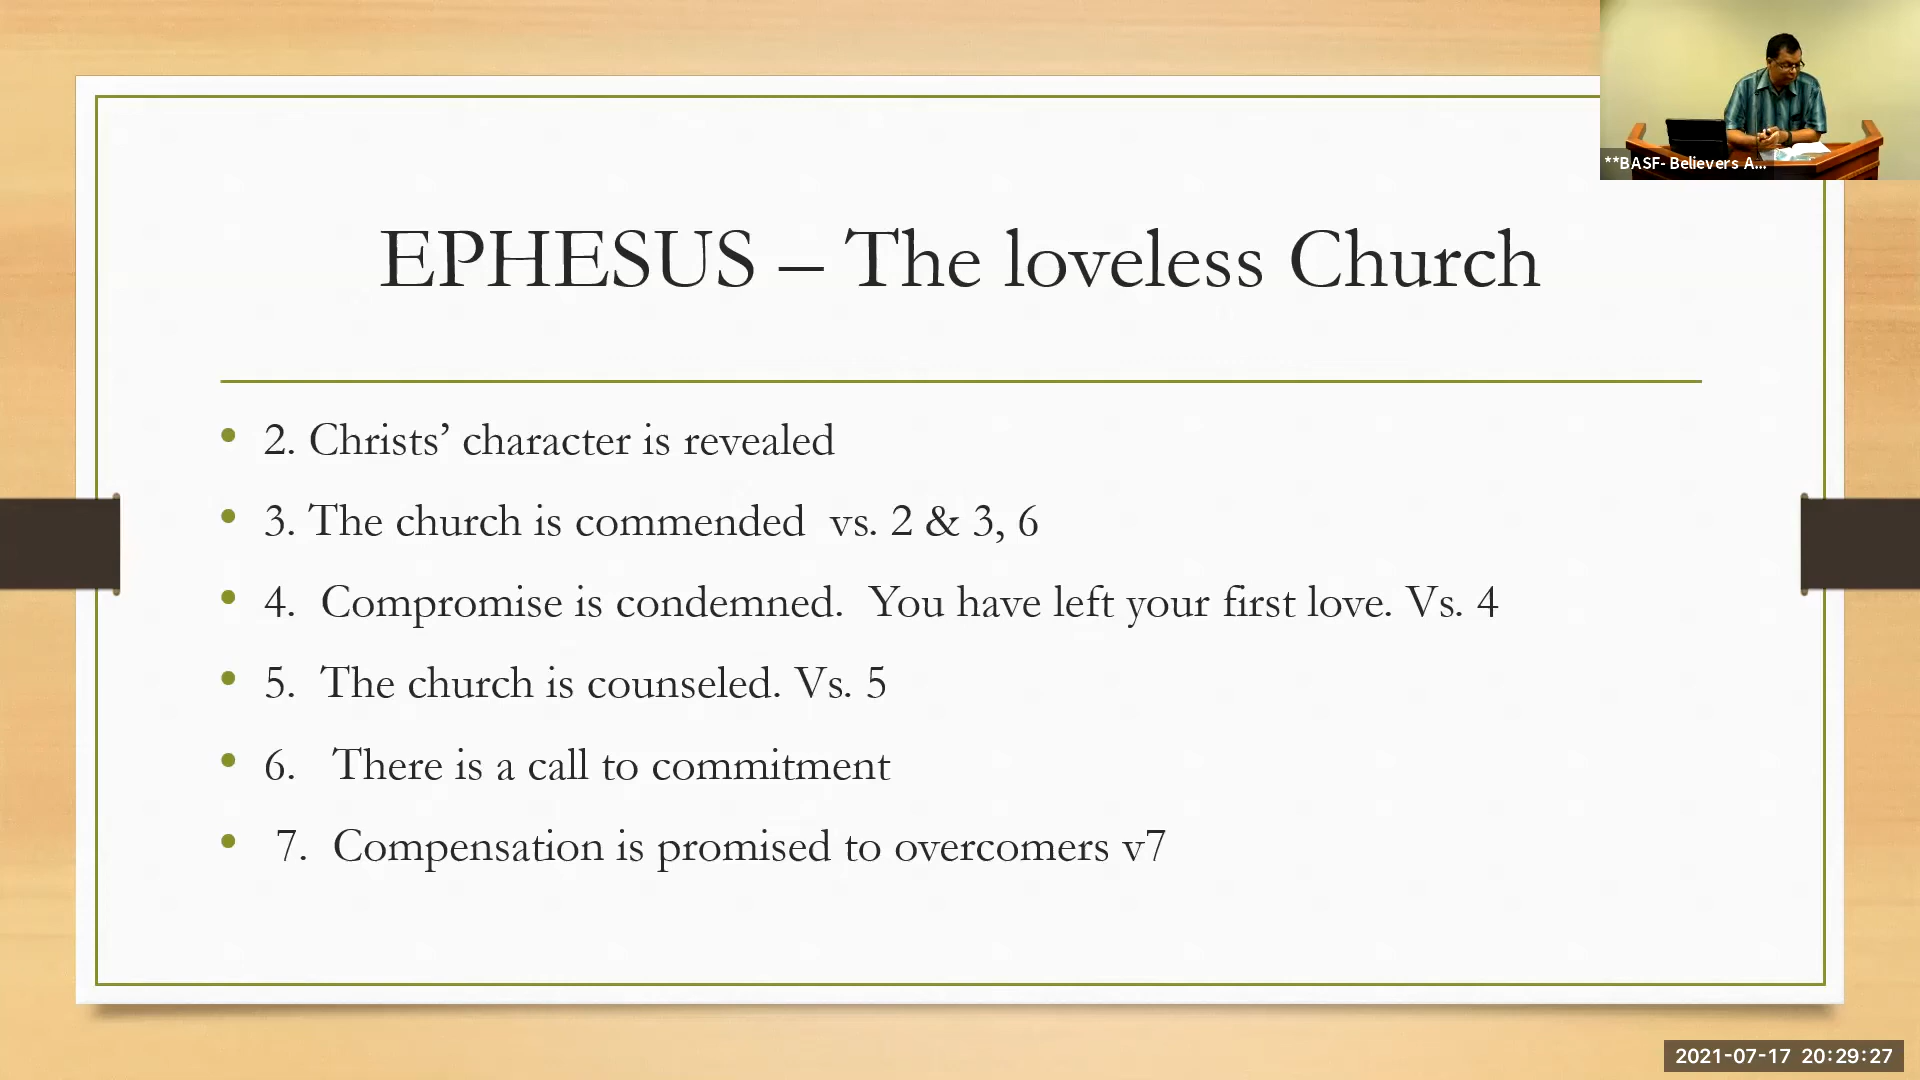 **BASF- Believers A...
EPHESUS – The loveless Church
• 2. Christs’ character is revealed
• 3. The church is commended vs. 2 & 3, 6
• 4. Compromise is condemned. You have left your first love. Vs. 4
• 5. The church is counseled. Vs. 5
• 6. There is a call to commitment
• 7. Compensation is promised to overcomers v7
2021-07-17 20:29:27